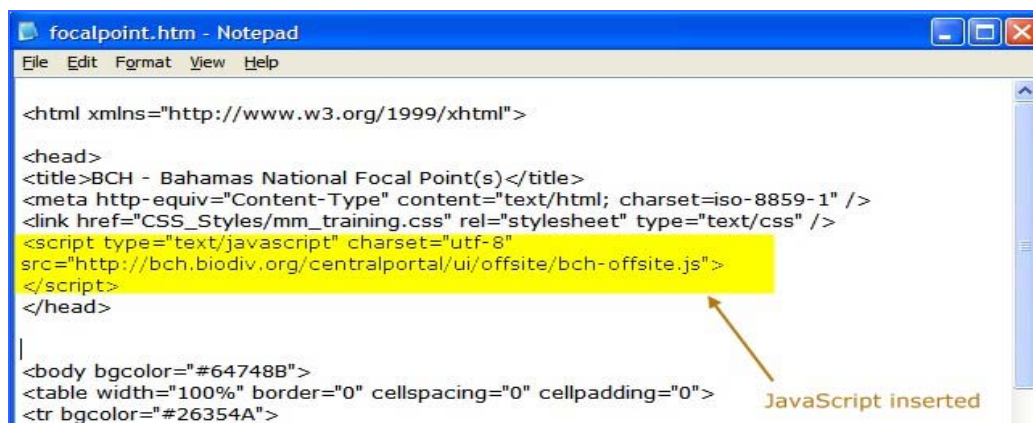 focalpoint.htm - Notepad
File Edit Format View Help
<html xmlns="http://www.w3.org/1999/xhtml">
<head>
<title>BCH - Bahamas National Focal Point(s)</title>
<meta http-equiv="Content-Type" content="text/html; charset=iso-8859-1" />
<link href="CSS_Styles/mm_training.css" rel="stylesheet" type="text/css" />
<script type="text/javascript" charset="utf-8"
src="http://bch.biodiv.org/centralportal/ui/offsite/bch-offsite.js">
</script>
</head>
<body bgcolor="#64748B">
<table width="100%" border="0" cellspacing="0" cellpadding="0">
<tr bgcolor="#26354A">
JavaScript inserted